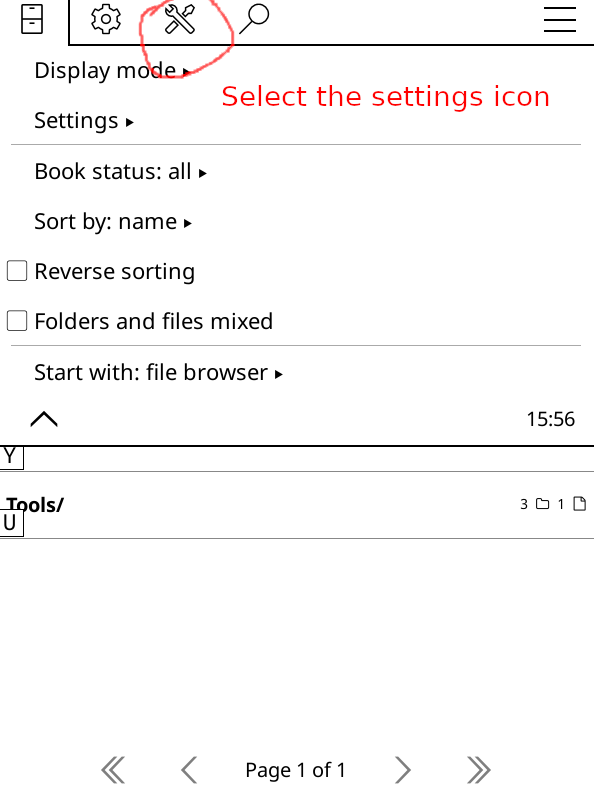 Display mode ▸
Select the settings icon
Settings ▸
Book status: all ▸
Sort by: name ▸
Reverse sorting
Folders and files mixed
Start with: file browser ▸
15:56
Y
Tools/ 3 1
U
Page 1 of 1